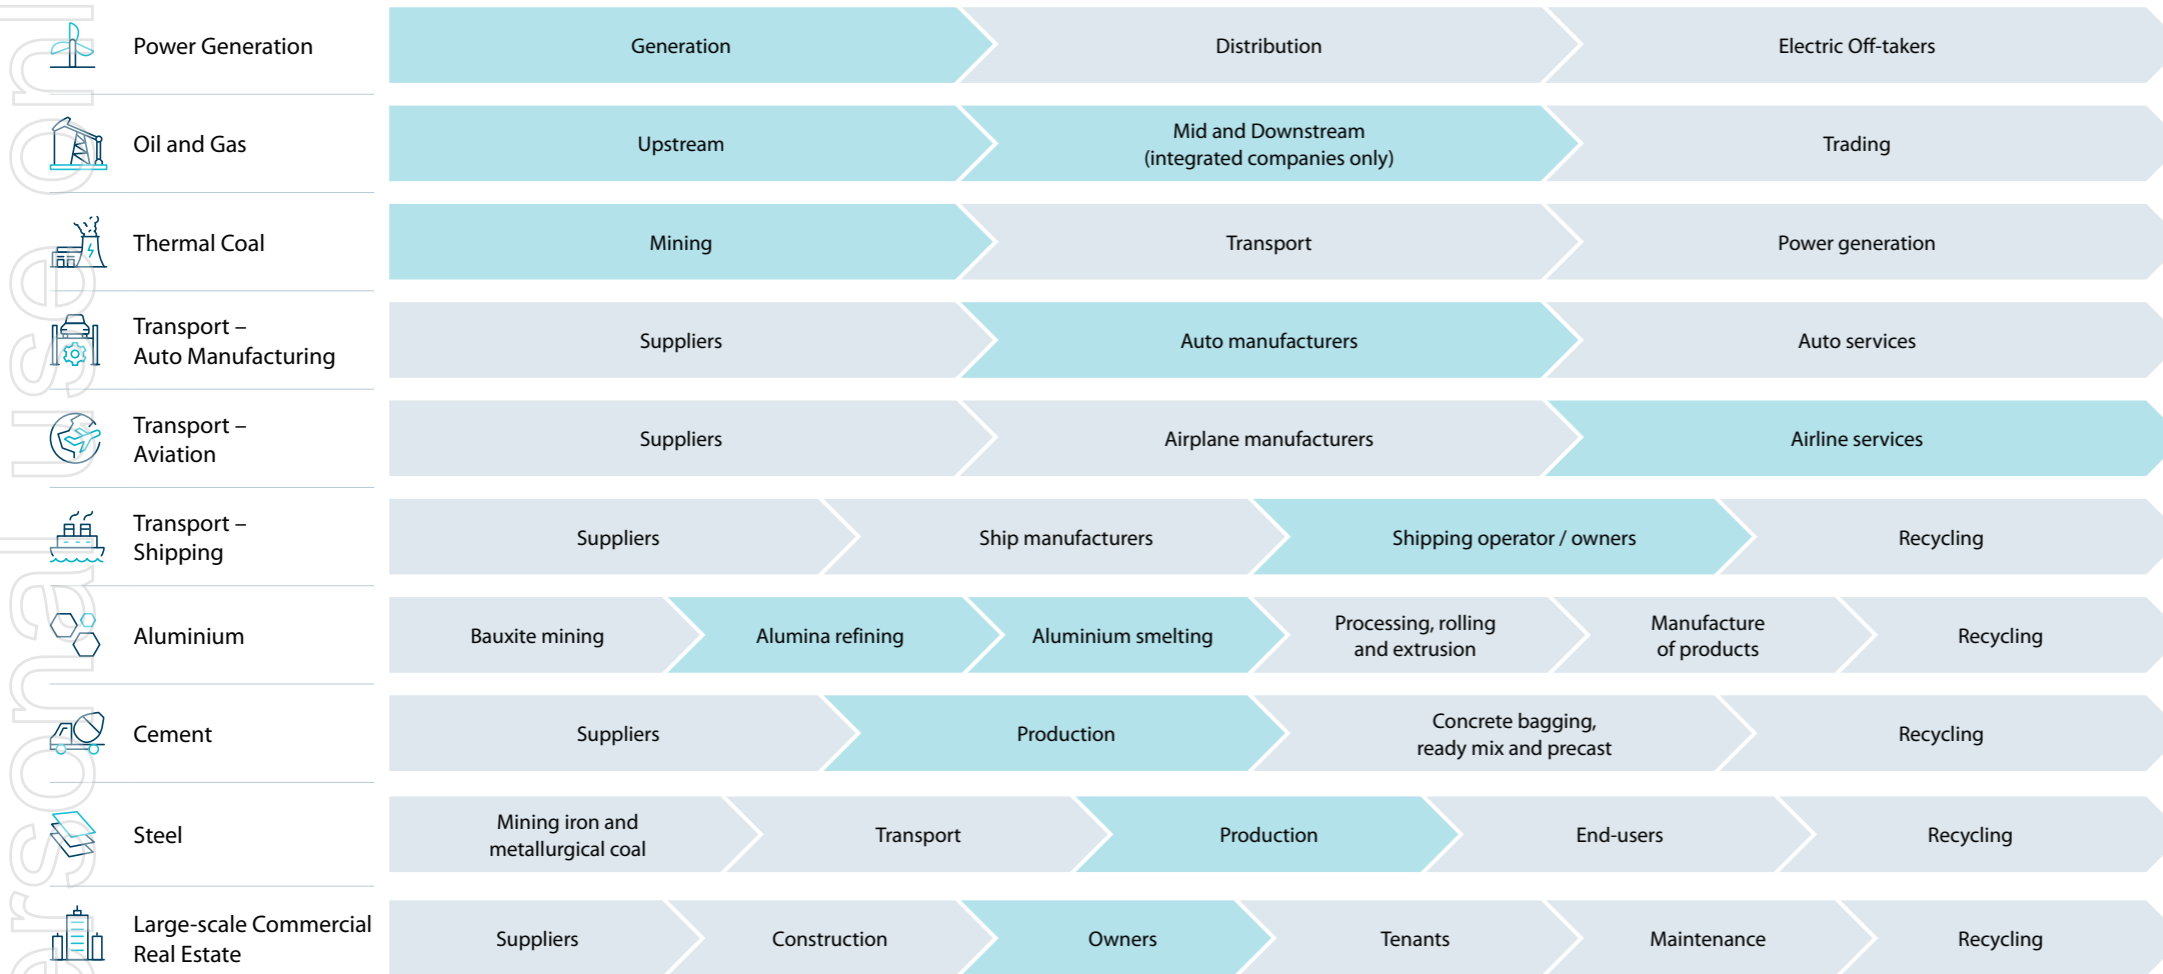 Power Generation
Generation
Distribution
Electric Off-takers
Oil and Gas
Upstream
Mid and Downstream
(integrated companies only)
Trading
Thermal Coal
Mining
Transport
Power generation
Transport –
Auto Manufacturing
Suppliers
Auto manufacturers
Auto services
Transport –
Aviation
Suppliers
Airplane manufacturers
Airline services
Transport –
Shipping
Suppliers
Ship manufacturers
Shipping operator / owners
Recycling
Aluminium
Bauxite mining
Alumina refining
Aluminium smelting
Processing, rolling
and extrusion
Manufacture
of products
Recycling
Cement
Suppliers
Production
Concrete bagging,
ready mix and precast
Recycling
Steel
Mining iron and
metallurgical coal
Transport
Production
End-users
Recycling
Large-scale Commercial
Real Estate
Suppliers
Construction
Owners
Tenants
Maintenance
Recycling
ersonal use onl